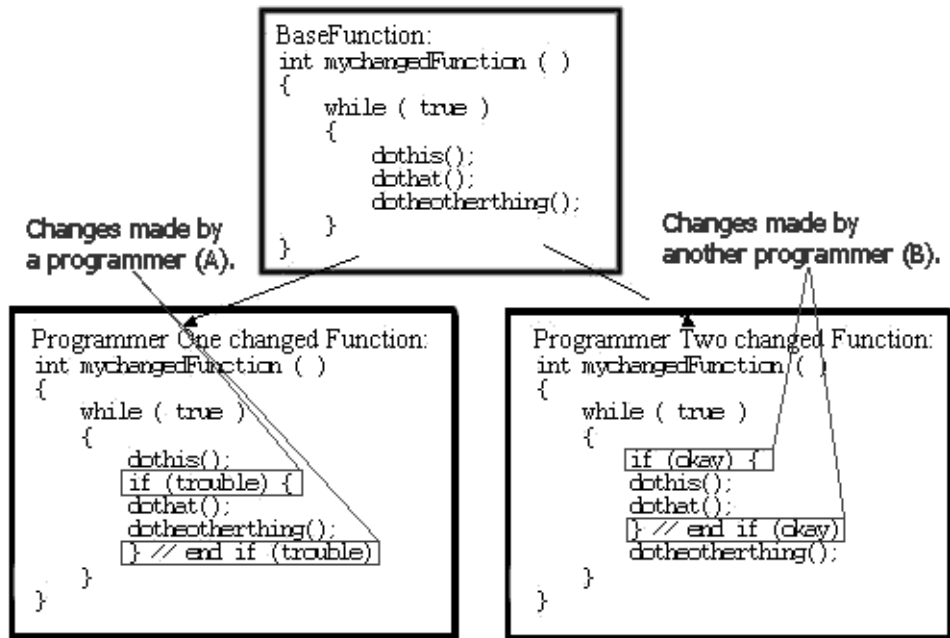 BaseFunction:
int mychangedFunction ( )
{
while ( true )
{
dothis();
dothat();
dotheotherthing();
}
}
Changes made by
a programmer (A).
Changes made by
another programmer (B).
Programmer One changed Function:
int mychangedFunction ( )
{
while ( true )
{
dothis();
if (trouble) {
dothat();
dotheotherthing();
} // end if (trouble)
}
}
Programmer Two changed Function:
int mychangedFunction ( )
{
while ( true )
{
if (okay) {
dothis();
dothat();
} // end if (okay)
dotheotherthing();
}
}